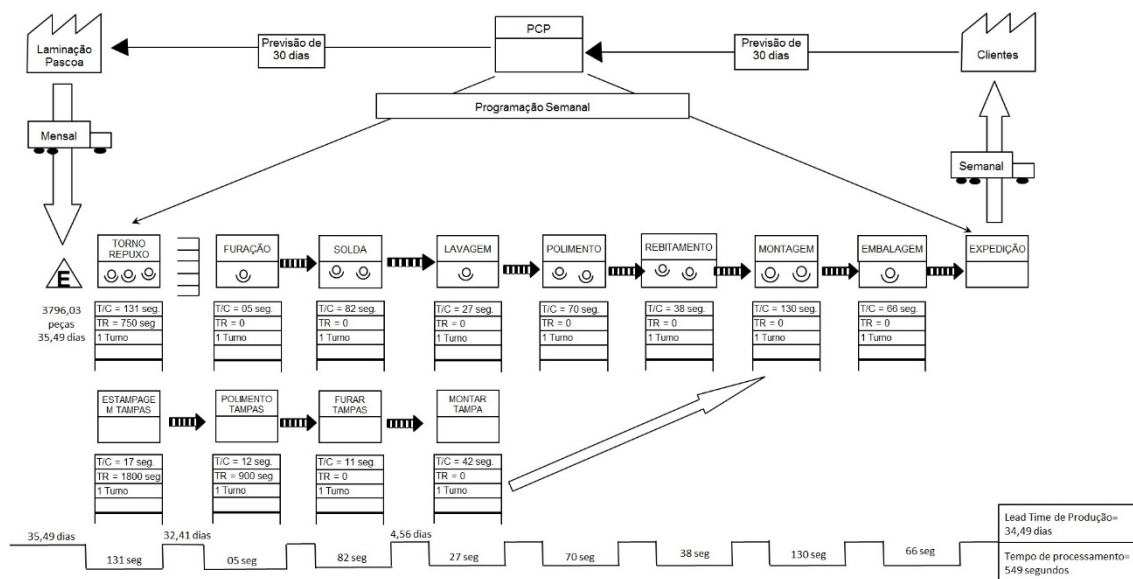 Laminação
Pascoa
Previsão de
30 dias
PCP
Previsão de
30 dias
Clientes
Programação Semanal
Mensal
Semanal
E
3796,03
peças
35,49 dias
TORNO
REPUXO
FURAÇÃO
SOLDA
LAVAGEM
POLIMENTO
REBITAMENTO
MONTAGEM
EMBALAGEM
EXPEDIÇÃO
T/C = 131 seg.
TR = 750 seg
1 Turno
T/C = 05 seg.
TR = 0
1 Turno
T/C = 82 seg.
TR = 0
1 Turno
T/C = 27 seg.
TR = 0
1 Turno
T/C = 70 seg.
TR = 0
1 Turno
T/C = 38 seg.
TR = 0
1 Turno
T/C = 130 seg.
TR = 0
1 Turno
T/C = 66 seg.
TR = 0
1 Turno
ESTAMPAGE
M TAMPAS
POLIMENTO
TAMPAS
FURAR
TAMPAS
MONTAR
TAMPA
T/C = 17 seg.
TR = 1800 seg
1 Turno
T/C = 12 seg.
TR = 900 seg
1 Turno
T/C = 11 seg.
TR = 0
1 Turno
T/C = 42 seg.
TR = 0
1 Turno
35,49 dias
131 seg
32,41 dias
05 seg
82 seg
4,56 dias
27 seg
70 seg
38 seg
130 seg
66 seg
Lead Time de Produção=
34,49 dias
Tempo de processamento=
549 segundos